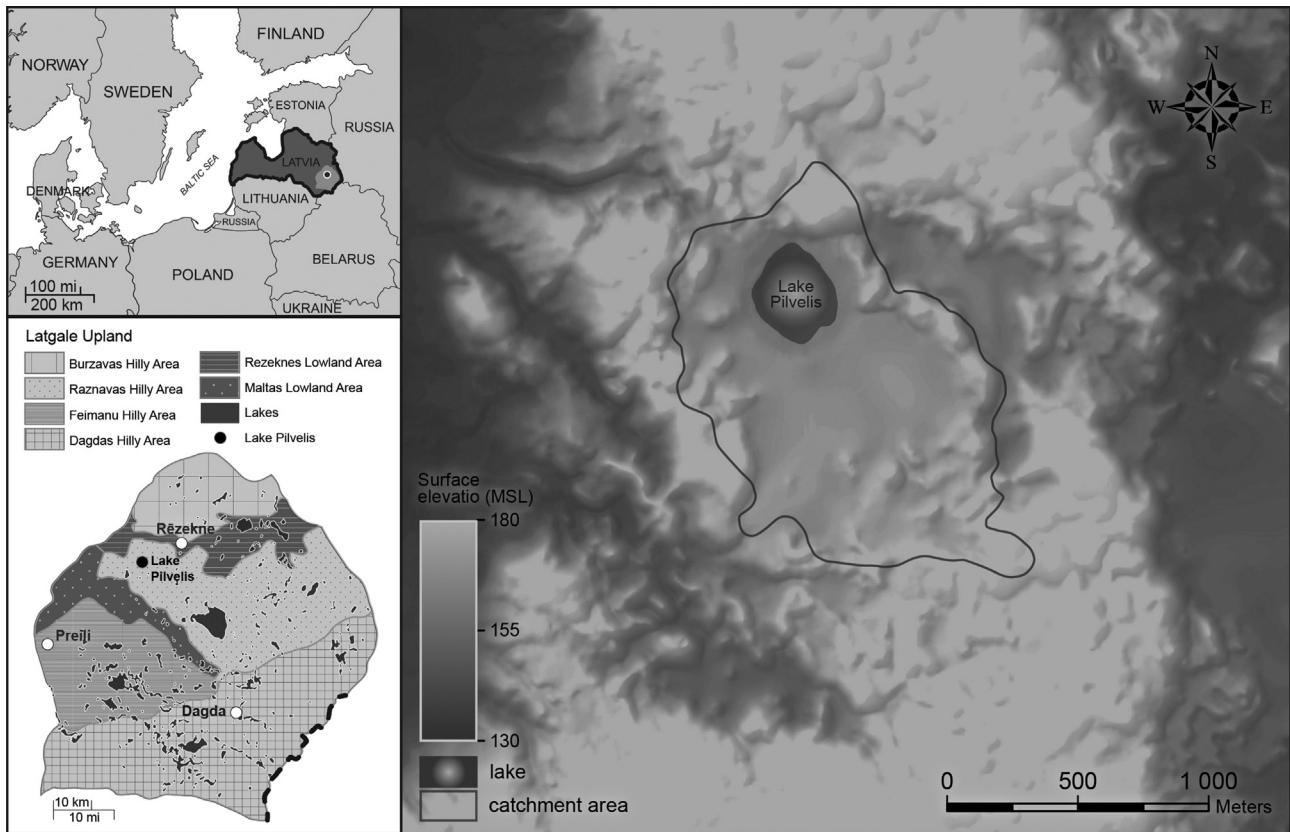 FINLAND
NORWAY
SWEDEN
ESTONIA
RUSSIA
LATVIA
BALTIC SEA
DENMARK
LITHUANIA
RUSSIA
GERMANY
POLAND
BELARUS
UKRAINE
100 mi
200 km
Latgale Upland
Burzavas Hilly Area
Raznavas Hilly Area
Feimanu Hilly Area
Dagdas Hilly Area
Rezeknes Lowland Area
Maltas Lowland Area
Lakes
Lake Pilvelis
Rēzekne
Lake
Pilveļis
Preiļi
Dagda
10 km
10 mi
N
W
E
S
Lake
Pilvelis
Surface
elevatio (MSL)
180
155
130
lake
catchment area
0
500
1 000
Meters